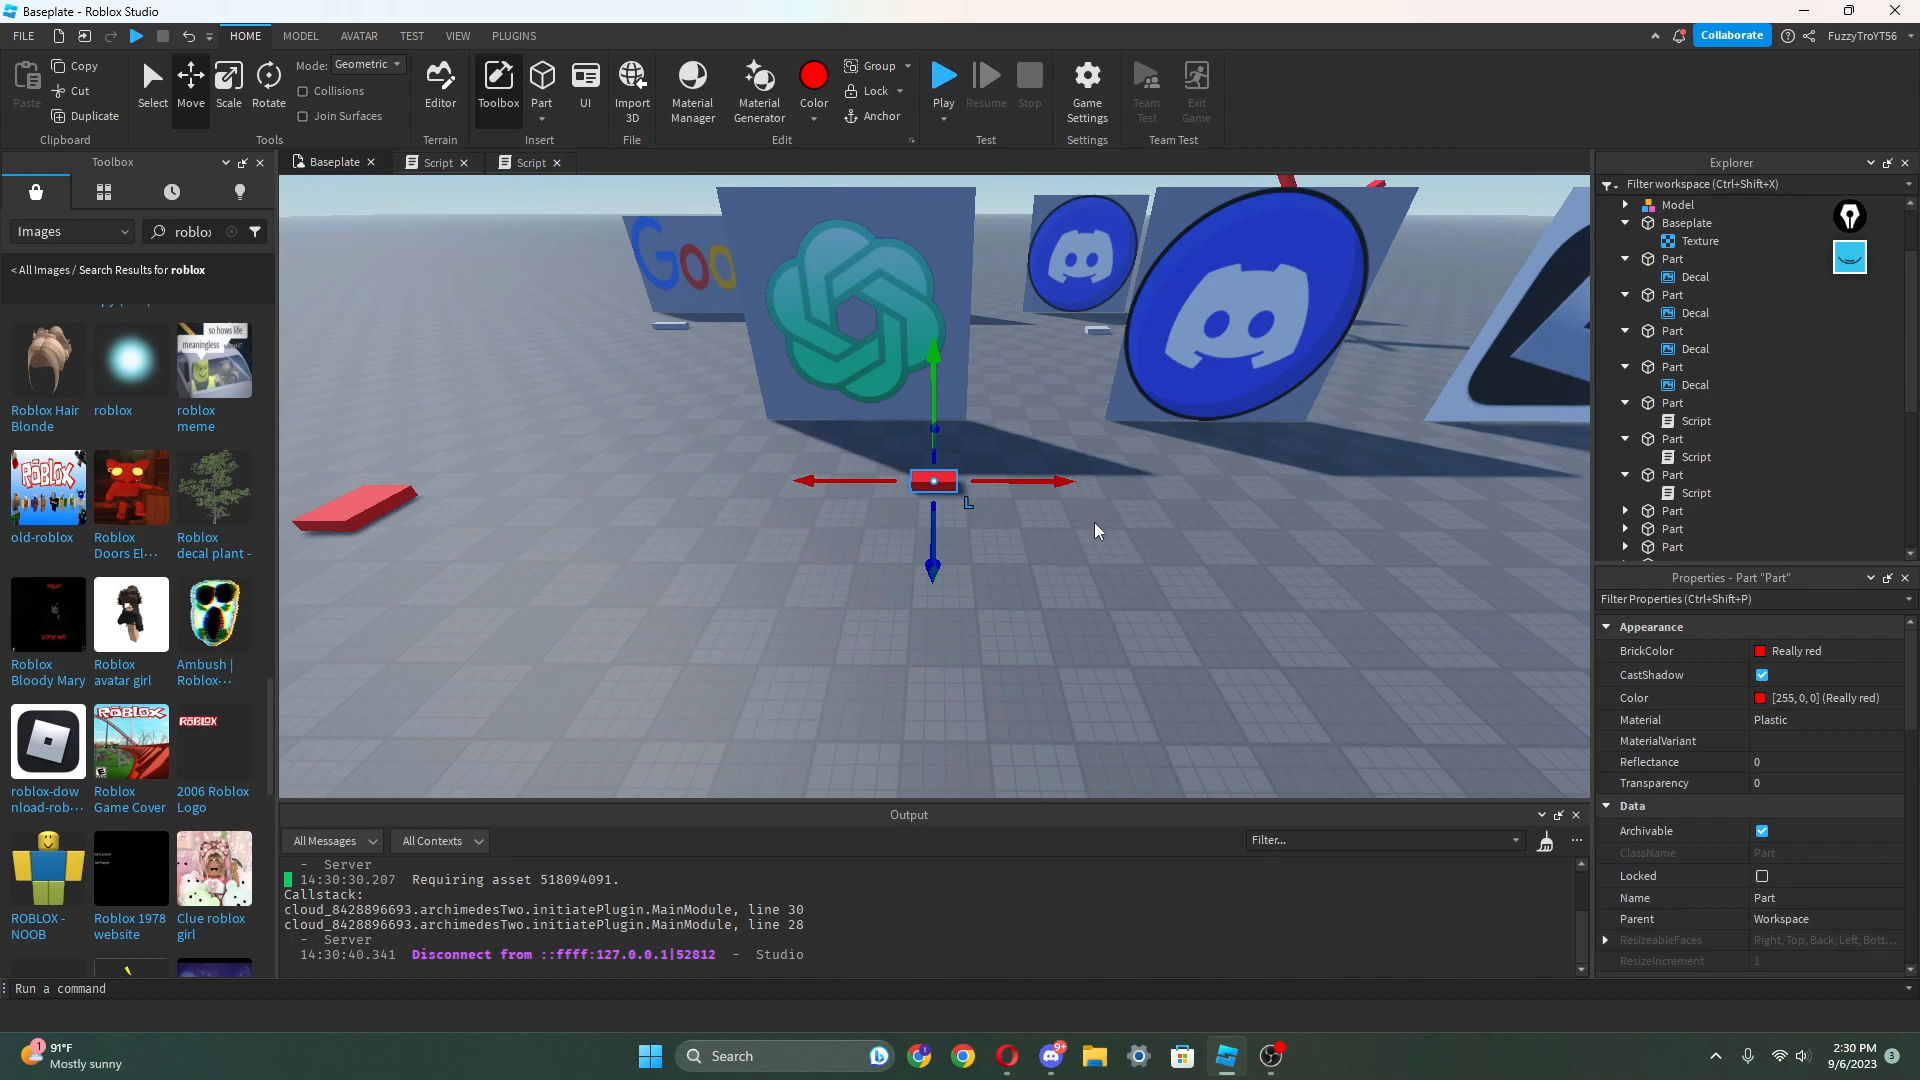 Baseplate - Roblox Studio
FILE
HOME
MODEL
AVATAR
TEST
VIEW
PLUGINS
Collaborate
FuzzyTroYT56
Paste
Copy
Cut
Duplicate
Clipboard
Select
Move
Scale
Rotate
Mode: Geometric
Collisions
Join Surfaces
Tools
Editor
Terrain
Toolbox
Part
UI
Insert
Import
3D
File
Material
Manager
Material
Generator
Color
Group
Lock
Anchor
Edit
Play
Resume
Stop
Test
Game
Settings
Settings
Team
Test
Exit
Game
Team Test
Toolbox
Images
roblo
< All Images / Search Results for roblox
Roblox Hair
Blonde
roblox
so hows life
meaningless
roblox
meme
ROBLOX
old-roblox
Roblox
Doors El···
Roblox
decal plant -
Roblox
Bloody Mary
Roblox
avatar girl
Ambush |
Roblox···
roblox-dow
nload-rob···
ROBLOX
Roblox
Game Cover
ROBLOX
2006 Roblox
Logo
ROBLOX -
NOOB
Roblox 1978
website
Clue roblox
girl
Baseplate
Script
Script
Goo
L
Output
All Messages
All Contexts
Filter...
- Server
14:30:30.207 Requiring asset 518094091.
Callstack:
cloud_8428896693.archimedesTwo.initiatePlugin.MainModule, line 30
cloud_8428896693.archimedesTwo.initiatePlugin.MainModule, line 28
- Server
14:30:40.341 Disconnect from ::ffff:127.0.0.1|52812 - Studio
Explorer
Filter workspace (Ctrl+Shift+X)
Model
Baseplate
Texture
Part
Decal
Part
Decal
Part
Decal
Part
Decal
Part
Script
Part
Script
Part
Script
Part
Part
Part
Properties - Part "Part"
Filter Properties (Ctrl+Shift+P)
Appearance
BrickColor Really red
CastShadow
Color [255, 0, 0] (Really red)
Material Plastic
MaterialVariant
Reflectance 0
Transparency 0
Data
Archivable
ClassName Part
Locked
Name Part
Parent Workspace
ResizeableFaces Right, Top, Back, Left, Bott...
ResizeIncrement 1
Run a command
1
91°F
Mostly sunny
Search
9+
2:30 PM
9/6/2023
3